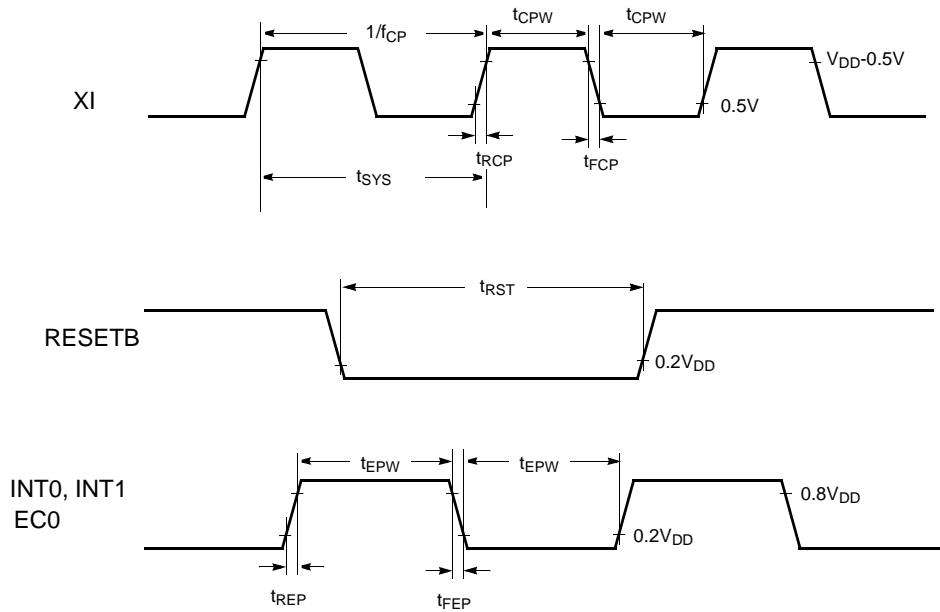 tCPW
tCPW
1/fCP
VDD-0.5V
XI
0.5V
tRCP
tFCP
tSYS
tRST
RESETB
0.2VDD
tEPW
tEPW
INT0, INT1
EC0
0.8VDD
0.2VDD
tREP
tFEP